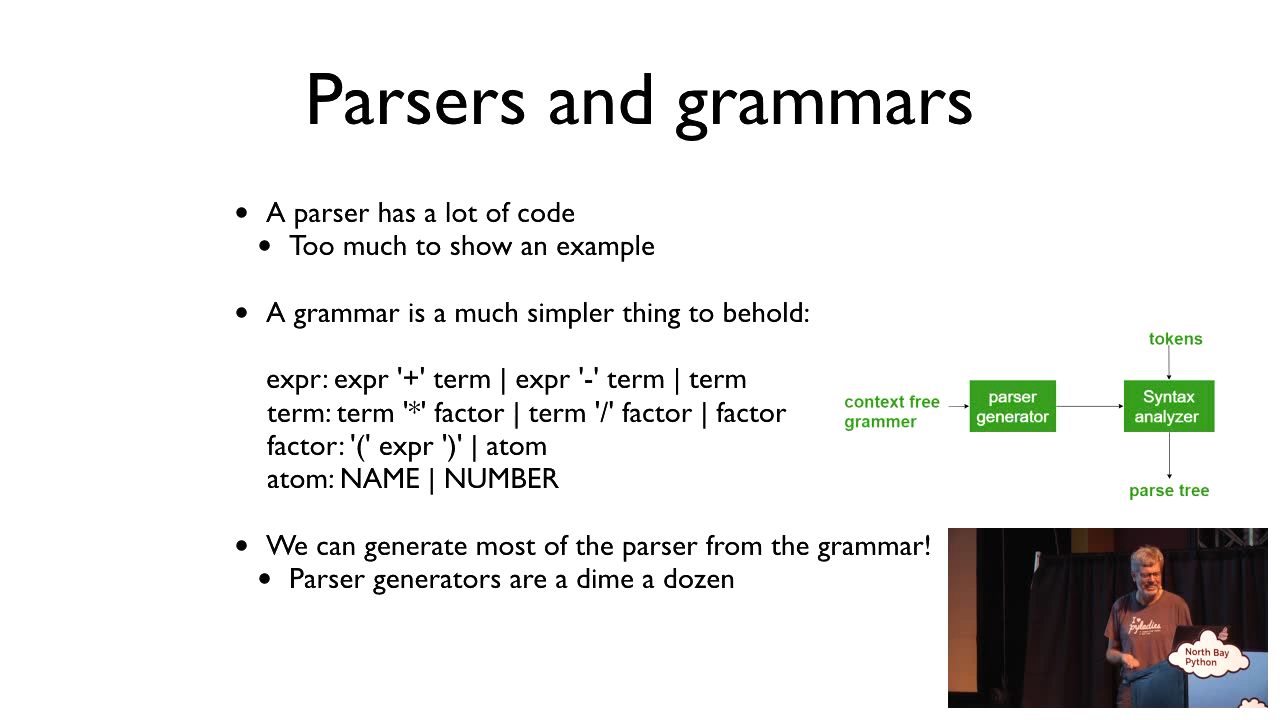 Parsers and grammars
• A parser has a lot of code
• Too much to show an example
• A grammar is a much simpler thing to behold:
expr: expr '+' term | expr '-' term | term
term: term '*' factor | term '/' factor | factor
factor: '(' expr ')' | atom
atom: NAME | NUMBER
• We can generate most of the parser from the grammar!
• Parser generators are a dime a dozen
tokens
context free
grammer
parser
generator
Syntax
analyzer
parse tree
I ♥
pyladies
North Bay
Python